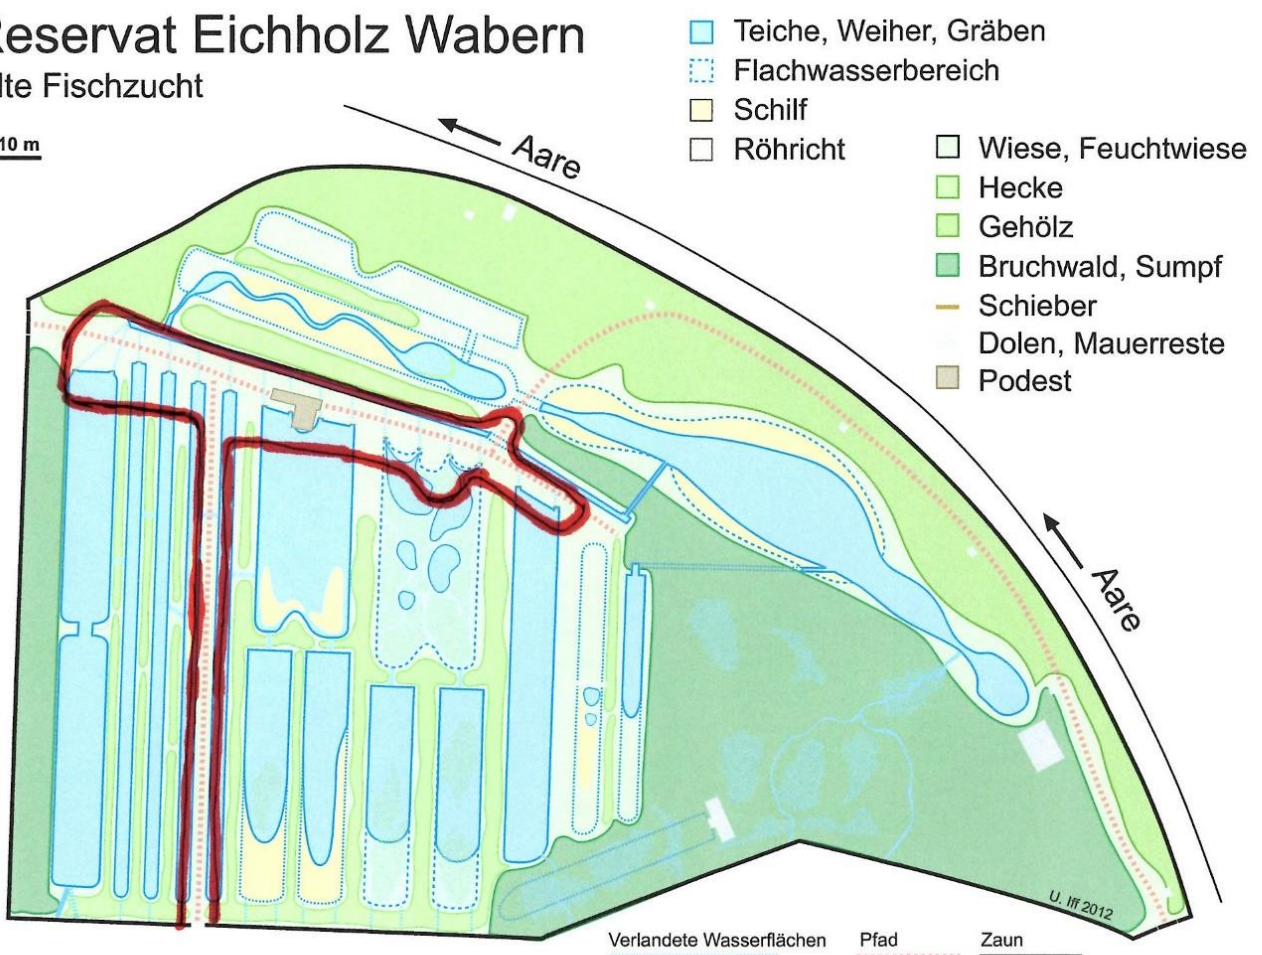 Reservat Eichholz Wabern
lte Fischzucht
10 m
Teiche, Weiher, Gräben
Flachwasserbereich
Schilf
Röhricht
Wiese, Feuchtwiese
Hecke
Gehölz
Bruchwald, Sumpf
Schieber
Dolen, Mauerreste
Podest
Aare
Aare
U. Iff 2012
Verlandete Wasserflächen
Pfad
Zaun